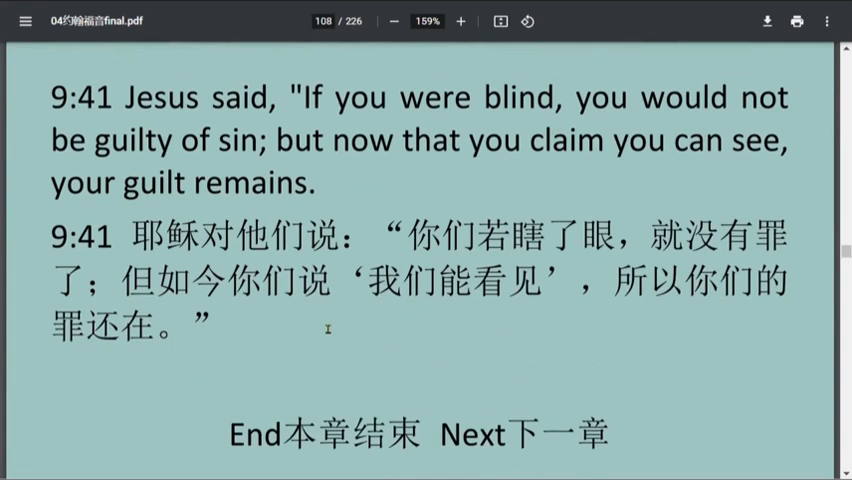 04约翰福音final.pdf
108 / 226
159%
9:41 Jesus said, "If you were blind, you would not
be guilty of sin; but now that you claim you can see,
your guilt remains.
9:41 耶稣对他们说：“你们若瞎了眼，就没有罪
了；但如今你们说‘我们能看见’，所以你们的
罪还在。”
End本章结束 Next下一章